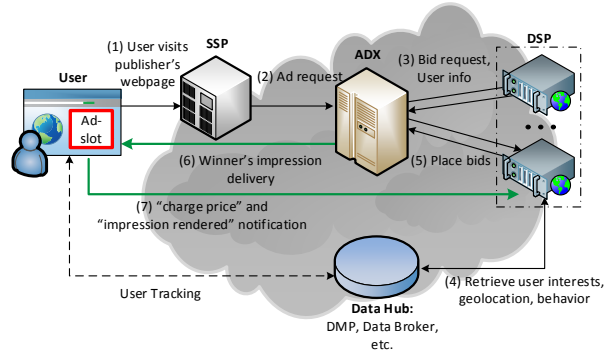 (1) User visits
publisher's
webpage
SSP
ADX
DSP
User
(2) Ad request
(3) Bid request,
User info
Ad-
slot
(6) Winner's impression
delivery
(5) Place bids
(7) "charge price" and
"impression rendered" notification
User Tracking
(4) Retrieve user interests,
geolocation, behavior
Data Hub:
DMP, Data Broker,
etc.